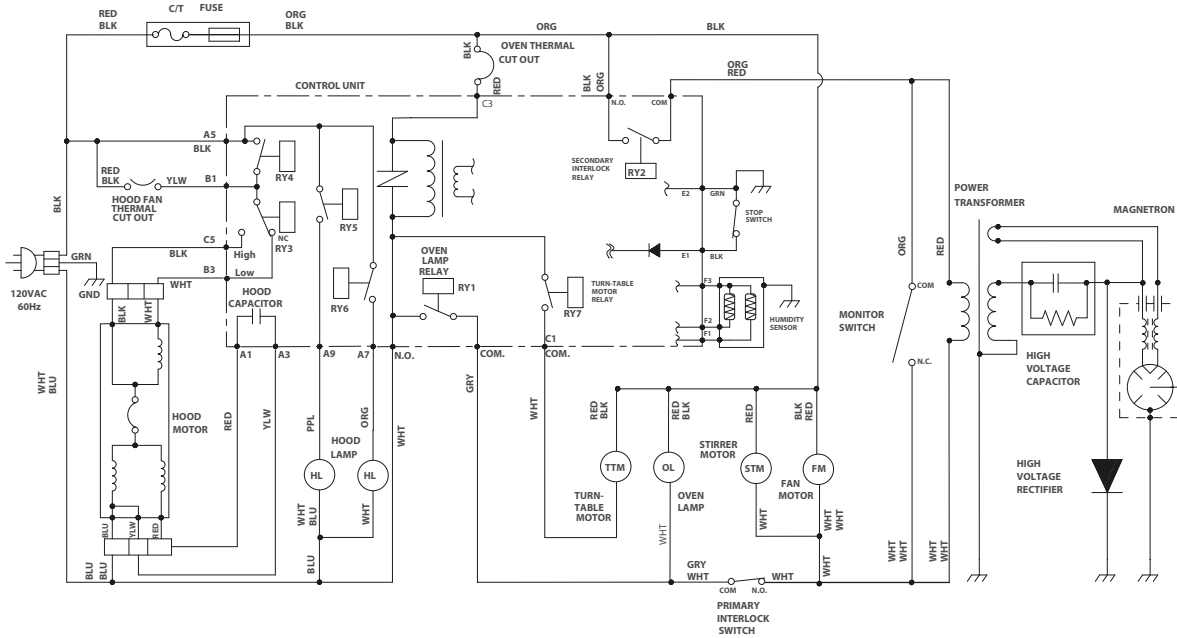 RED
BLK
C/T
FUSE
ORG
BLK
ORG
BLK
BLK
OVEN THERMAL
CUT OUT
RED
BLK
ORG
ORG
RED
CONTROL UNIT
C3
N.O.
COM
A5
BLK
RED
BLK
YLW
B1
HOOD FAN
THERMAL
CUT OUT
RY4
NC
RY3
RY5
SECONDARY
INTERLOCK
RELAY
RY2
E2
GRN
STOP
SWITCH
E1
BLK
POWER
TRANSFORMER
MAGNETRON
BLK
C5
BLK
High
GRN
B3
WHT
Low
GND
120VAC
60Hz
BLK
WHT
HOOD
CAPACITOR
RY6
OVEN
LAMP
RELAY
RY1
TURN-TABLE
MOTOR
RELAY
RY7
F3
F2
F1
HUMIDITY
SENSOR
ORG
RED
COM
MONITOR
SWITCH
N.C.
HIGH
VOLTAGE
CAPACITOR
A1
A3
A9
A7
N.O.
COM.
C1
COM.
WHT
BLU
HOOD
MOTOR
RED
YLW
PPL
ORG
HOOD
LAMP
WHT
GRY
WHT
RED
BLK
RED
BLK
RED
BLK
RED
STIRRER
MOTOR
HL
HL
TTM
OL
STM
FM
TURN-
TABLE
MOTOR
OVEN
LAMP
FAN
MOTOR
HIGH
VOLTAGE
RECTIFIER
BLU
YLW
RED
WHT
BLU
WHT
WHT
WHT
WHT
WHT
BLU
BLU
BLU
WHT
WHT
WHT
WHT
WHT
GRY
WHT
WHT
COM
N.O.
PRIMARY
INTERLOCK
SWITCH